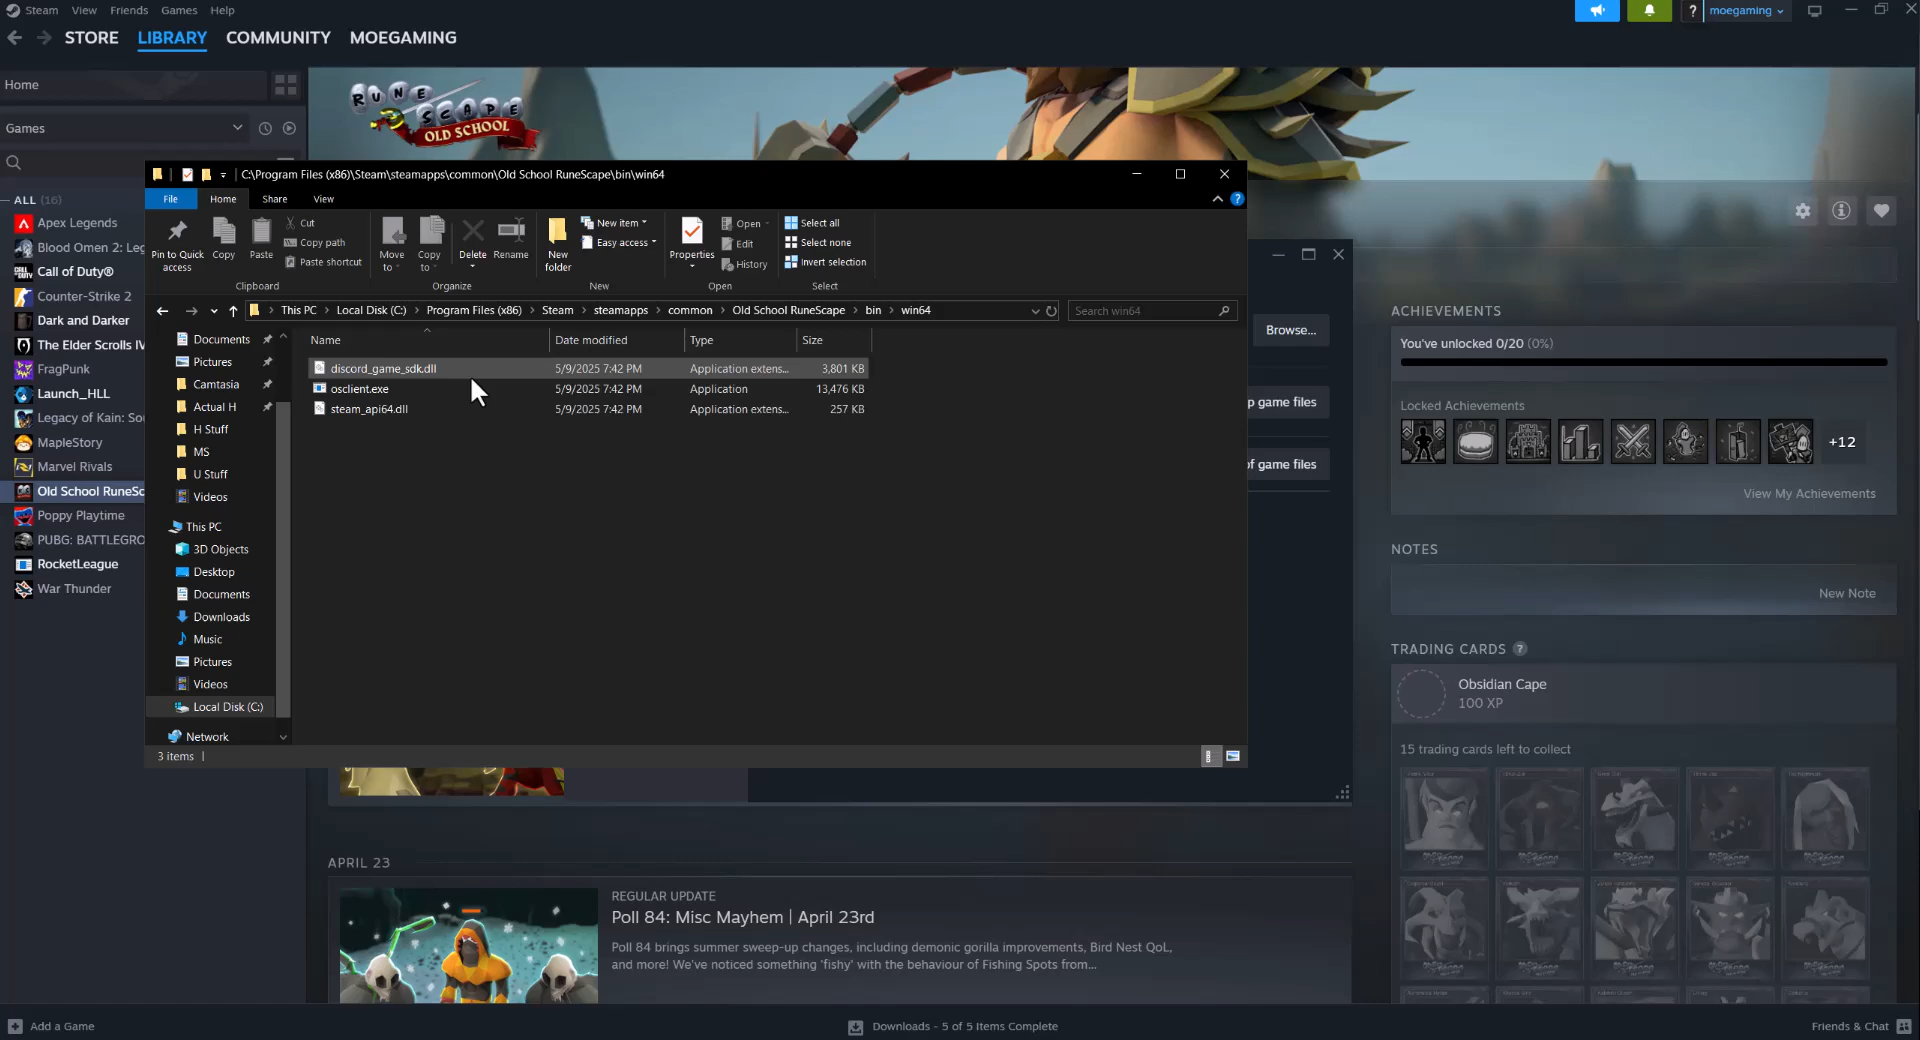 Steam View Friends Games Help
? moegaming
STORE LIBRARY COMMUNITY MOEGAMING
Home
Games
ALL (16)
Apex Legends
Blood Omen 2: Leg
Call of Duty®
Counter-Strike 2
Dark and Darker
The Elder Scrolls IV
FragPunk
Launch_HLL
Legacy of Kain: Sou
MapleStory
Marvel Rivals
Old School RuneSc
Poppy Playtime
PUBG: BATTLEGRO
RocketLeague
War Thunder
RUNE SCAPE
OLD SCHOOL
C:\Program Files (x86)\Steam\steamapps\common\Old School RuneScape\bin\win64
File Home Share View
Pin to Quick access
Copy
Paste
Cut
Copy path
Paste shortcut
Clipboard
Move to
Copy to
Delete
Rename
Organize
New folder
New item
Easy access
New
Properties
Open
Edit
History
Open
Select all
Select none
Invert selection
Select
This PC > Local Disk (C:) > Program Files (x86) > Steam > steamapps > common > Old School RuneScape > bin > win64
Search win64
Documents
Pictures
Camtasia
Actual H
H Stuff
MS
U Stuff
Videos
This PC
3D Objects
Desktop
Documents
Downloads
Music
Pictures
Videos
Local Disk (C:)
Network
Name Date modified Type Size
discord_game_sdk.dll 5/9/2025 7:42 PM Application extens... 3,801 KB
osclient.exe 5/9/2025 7:42 PM Application 13,476 KB
steam_api64.dll 5/9/2025 7:42 PM Application extens... 257 KB
3 items
Browse...
p game files
of game files
ACHIEVEMENTS
You've unlocked 0/20 (0%)
Locked Achievements
+12
View My Achievements
NOTES
New Note
TRADING CARDS ?
Obsidian Cape
100 XP
15 trading cards left to collect
APRIL 23
REGULAR UPDATE
Poll 84: Misc Mayhem | April 23rd
Poll 84 brings summer sweep-up changes, including demonic gorilla improvements, Bird Nest QoL,
and more! We've noticed something 'fishy' with the behaviour of Fishing Spots from...
Add a Game
Downloads - 5 of 5 Items Complete
Friends & Chat